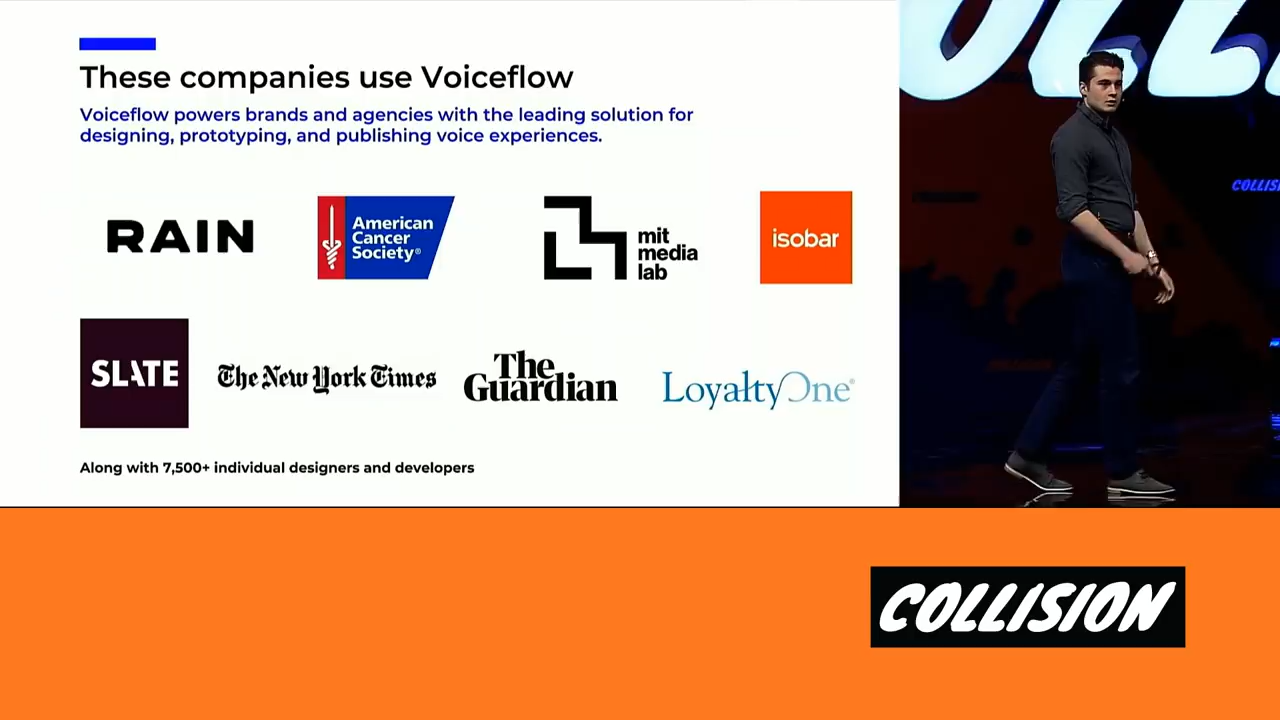 These companies use Voiceflow
Voiceflow powers brands and agencies with the leading solution for
designing, prototyping, and publishing voice experiences.
RAIN
American
Cancer
Society®
mit
media
lab
isobar
SLATE
The New York Times
The
Guardian
LoyaltyOne®
Along with 7,500+ individual designers and developers
COLLISION